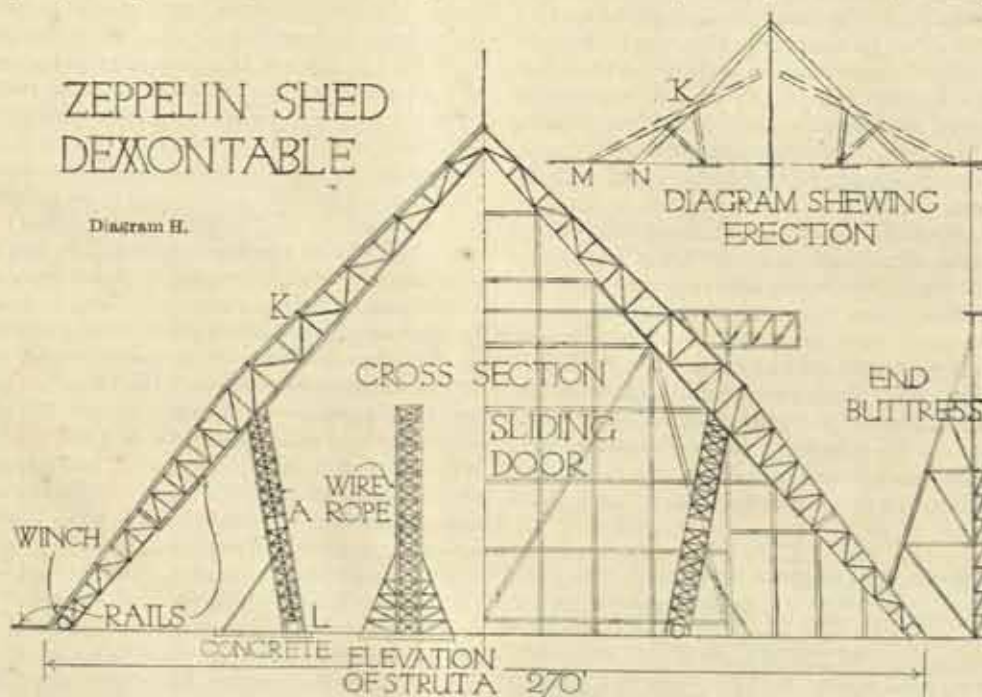 ZEPPELIN SHED
DEMONTABLE
Diagram H.
K
M N
DIAGRAM SHEWING
ERECTION
K
CROSS SECTION
END
BUTTRESS
SLIDING
DOOR
WIRE
ROPE
A
WINCH
RAILS
L
CONCRETE
ELEVATION
OF STRUT A 270'